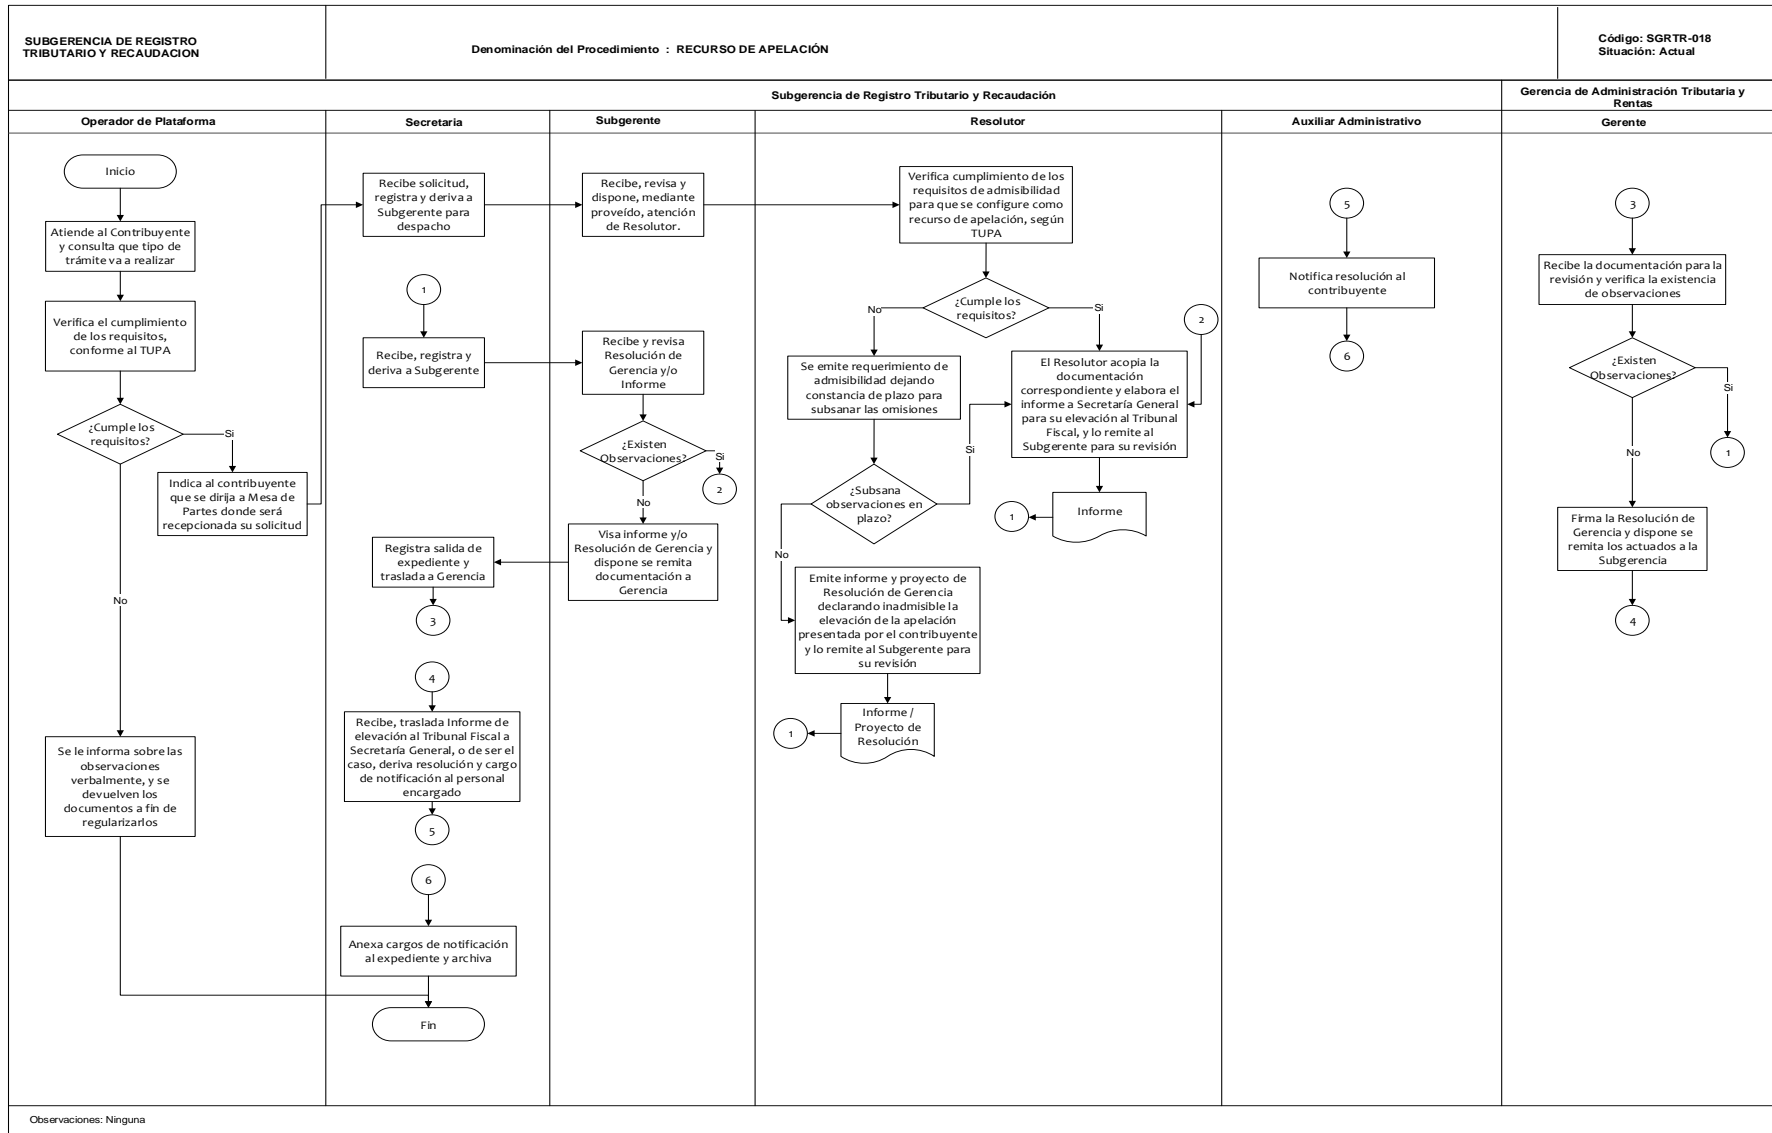 SUBGERENCIA DE REGISTRO
TRIBUTARIO Y RECAUDACION
Denominación del Procedimiento : RECURSO DE APELACIÓN
Código: SGRTR-018
Situación: Actual
Subgerencia de Registro Tributario y Recaudación
Gerencia de Administración Tributaria y
Rentas
Operador de Plataforma
Secretaria
Subgerente
Resolutor
Auxiliar Administrativo
Gerente
Inicio
Atiende al Contribuyente
y consulta que tipo de
trámite va a realizar
Verifica el cumplimiento
de los requisitos,
conforme al TUPA
¿Cumple los
requisitos?
Si
Indica al contribuyente
que se dirija a Mesa de
Partes donde será
recepcionada su solicitud
No
Se le informa sobre las
observaciones
verbalmente, y se
devuelven los
documentos a fin de
regularizarlos
Recibe solicitud,
registra y deriva a
Subgerente para
despacho
1
Recibe, registra y
deriva a Subgerente
Registra salida de
expediente y
traslada a Gerencia
3
4
Recibe, traslada Informe de
elevación al Tribunal Fiscal a
Secretaría General, o de ser el
caso, deriva resolución y cargo
de notificación al personal
encargado
5
6
Anexa cargos de notificación
al expediente y archiva
Fin
Recibe, revisa y
dispone, mediante
proveído, atención
de Resolutor.
Recibe y revisa
Resolución de
Gerencia y/o
Informe
¿Existen
Observaciones?
Si
2
No
Visa informe y/o
Resolución de Gerencia y
dispone se remita
documentación a
Gerencia
Verifica cumplimiento de los
requisitos de admisibilidad
para que se configure como
recurso de apelación, según
TUPA
¿Cumple los
requisitos?
No
Si
2
Se emite requerimiento de
admisibilidad dejando
constancia de plazo para
subsanar las omisiones
El Resolutor acopia la
documentación
correspondiente y elabora el
informe a Secretaría General
para su elevación al Tribunal
Fiscal, y lo remite al
Subgerente para su revisión
Si
¿Subsana
observaciones en
plazo?
1
Informe
No
Emite informe y proyecto de
Resolución de Gerencia
declarando inadmisible la
elevación de la apelación
presentada por el contribuyente
y lo remite al Subgerente para
su revisión
1
Informe /
Proyecto de
Resolución
5
Notifica resolución al
contribuyente
6
3
Recibe la documentación para la
revisión y verifica la existencia
de observaciones
¿Existen
Observaciones?
Si
1
No
Firma la Resolución de
Gerencia y dispone se
remita los actuados a la
Subgerencia
4
Observaciones: Ninguna